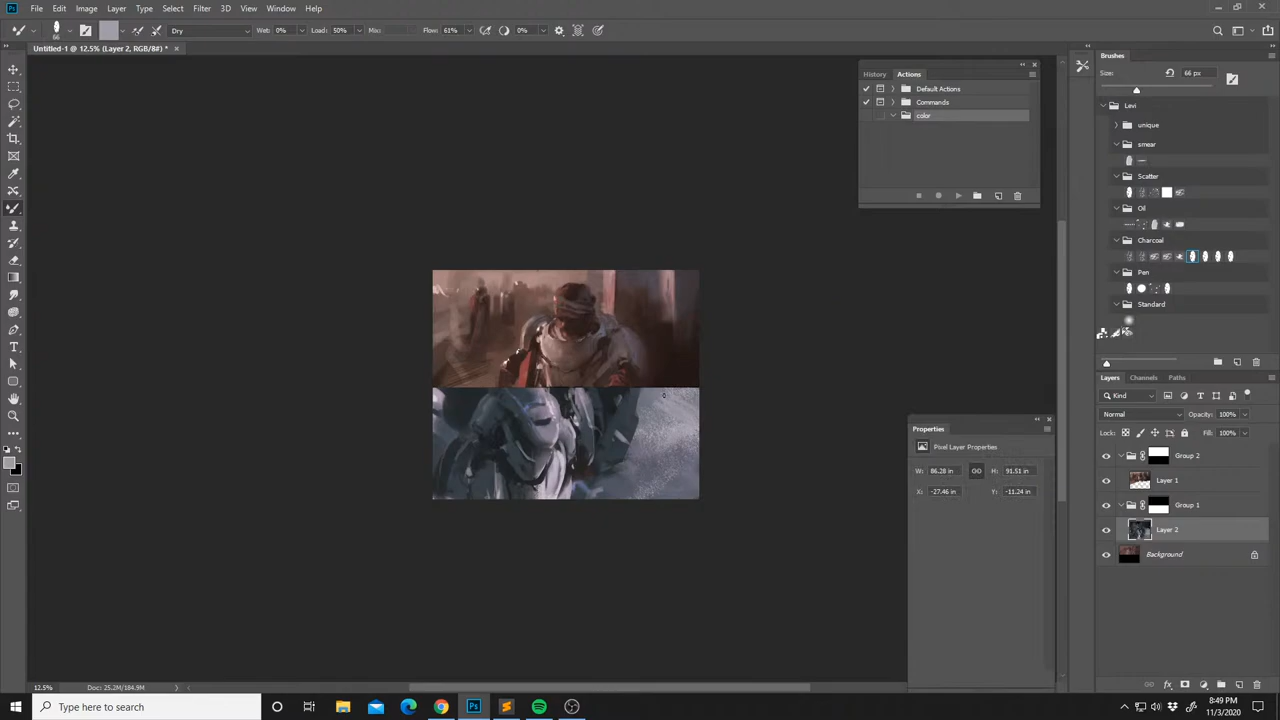 File Edit Image Layer Type Select Filter 3D View Window Help
66 Dry Wet: 0% Load: 50% Mix: Flow: 61% 0%
Untitled-1 @ 12.5% (Layer 2, RGB/8#) *
History Actions
Default Actions
Commands
color
Brushes
Size: 66 px
Levi
unique
smear
Scatter
Oil
Charcoal
Pen
Standard
Layers Channels Paths
Kind
Normal Opacity: 100%
Lock: Fill: 100%
Group 2
Layer 1
Group 1
Layer 2
Background
Properties
Pixel Layer Properties
W: 86.28 in H: 91.51 in
X: -27.46 in Y: -11.24 in
12.5% Doc: 25.2M/184.9M
Type here to search
8:49 PM
11/3/2020